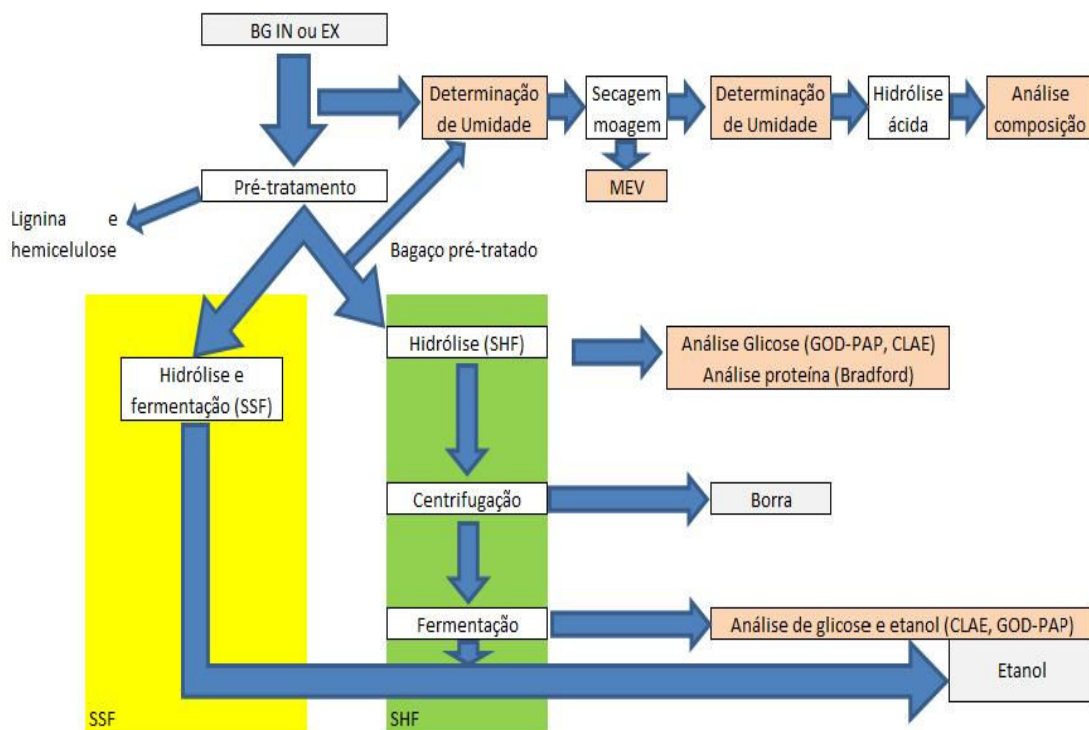 BG IN ou EX
Determinação
de Umidade
Secagem
moagem
Determinação
de Umidade
Hidrólise
ácida
Análise
composição
MEV
Pré-tratamento
Lignina e
hemicelulose
Bagaço pré-tratado
Hidrólise (SHF)
Análise Glicose (GOD-PAP, CLAE)
Análise proteína (Bradford)
Hidrólise e
fermentação (SSF)
Centrifugação
Borra
Fermentação
Análise de glicose e etanol (CLAE, GOD-PAP)
Etanol
SSF
SHF